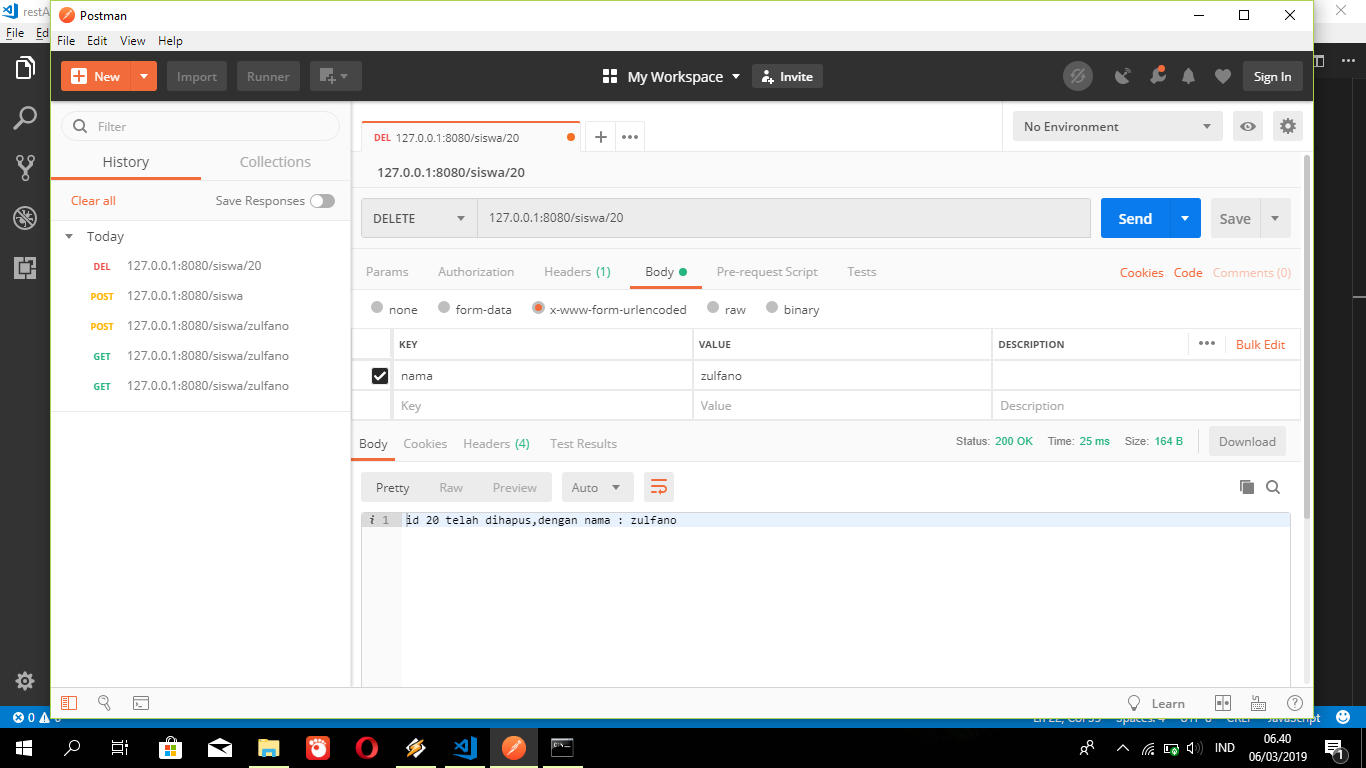 restA
Postman
File Ed
File Edit View Help
New
Import
Runner
My Workspace
Invite
Sign In
Filter
History
Collections
Clear all
Save Responses
Today
DEL 127.0.0.1:8080/siswa/20
POST 127.0.0.1:8080/siswa
POST 127.0.0.1:8080/siswa/zulfano
GET 127.0.0.1:8080/siswa/zulfano
GET 127.0.0.1:8080/siswa/zulfano
DEL 127.0.0.1:8080/siswa/20
No Environment
127.0.0.1:8080/siswa/20
DELETE
127.0.0.1:8080/siswa/20
Send
Save
Params Authorization Headers (1) Body Pre-request Script Tests
Cookies Code Comments (0)
none form-data x-www-form-urlencoded raw binary
KEY VALUE DESCRIPTION
Bulk Edit
nama zulfano
Key Value Description
Body Cookies Headers (4) Test Results
Status: 200 OK Time: 25 ms Size: 164 B
Download
Pretty Raw Preview
Auto
i 1 id 20 telah dihapus,dengan nama : zulfano
Learn
0
IND
06.40
06/03/2019
1